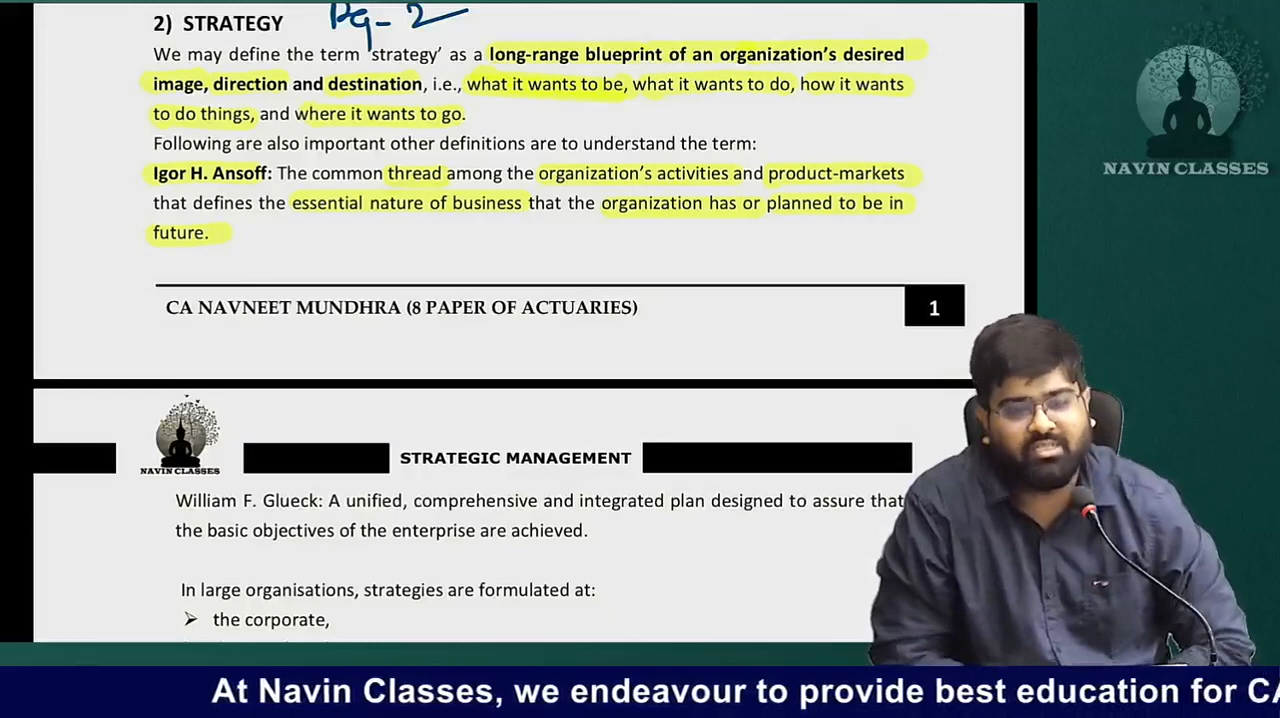 Pg-2
2) STRATEGY
We may define the term 'strategy' as a long-range blueprint of an organization's desired
image, direction and destination, i.e., what it wants to be, what it wants to do, how it wants
to do things, and where it wants to go.
Following are also important other definitions are to understand the term:
Igor H. Ansoff: The common thread among the organization's activities and product-markets
that defines the essential nature of business that the organization has or planned to be in
future.
CA NAVNEET MUNDHRA (8 PAPER OF ACTUARIES)
1
NAVIN CLASSES
NAVIN CLASSES
STRATEGIC MANAGEMENT
William F. Glueck: A unified, comprehensive and integrated plan designed to assure that
the basic objectives of the enterprise are achieved.
In large organisations, strategies are formulated at:
➢ the corporate,
At Navin Classes, we endeavour to provide best education for CA